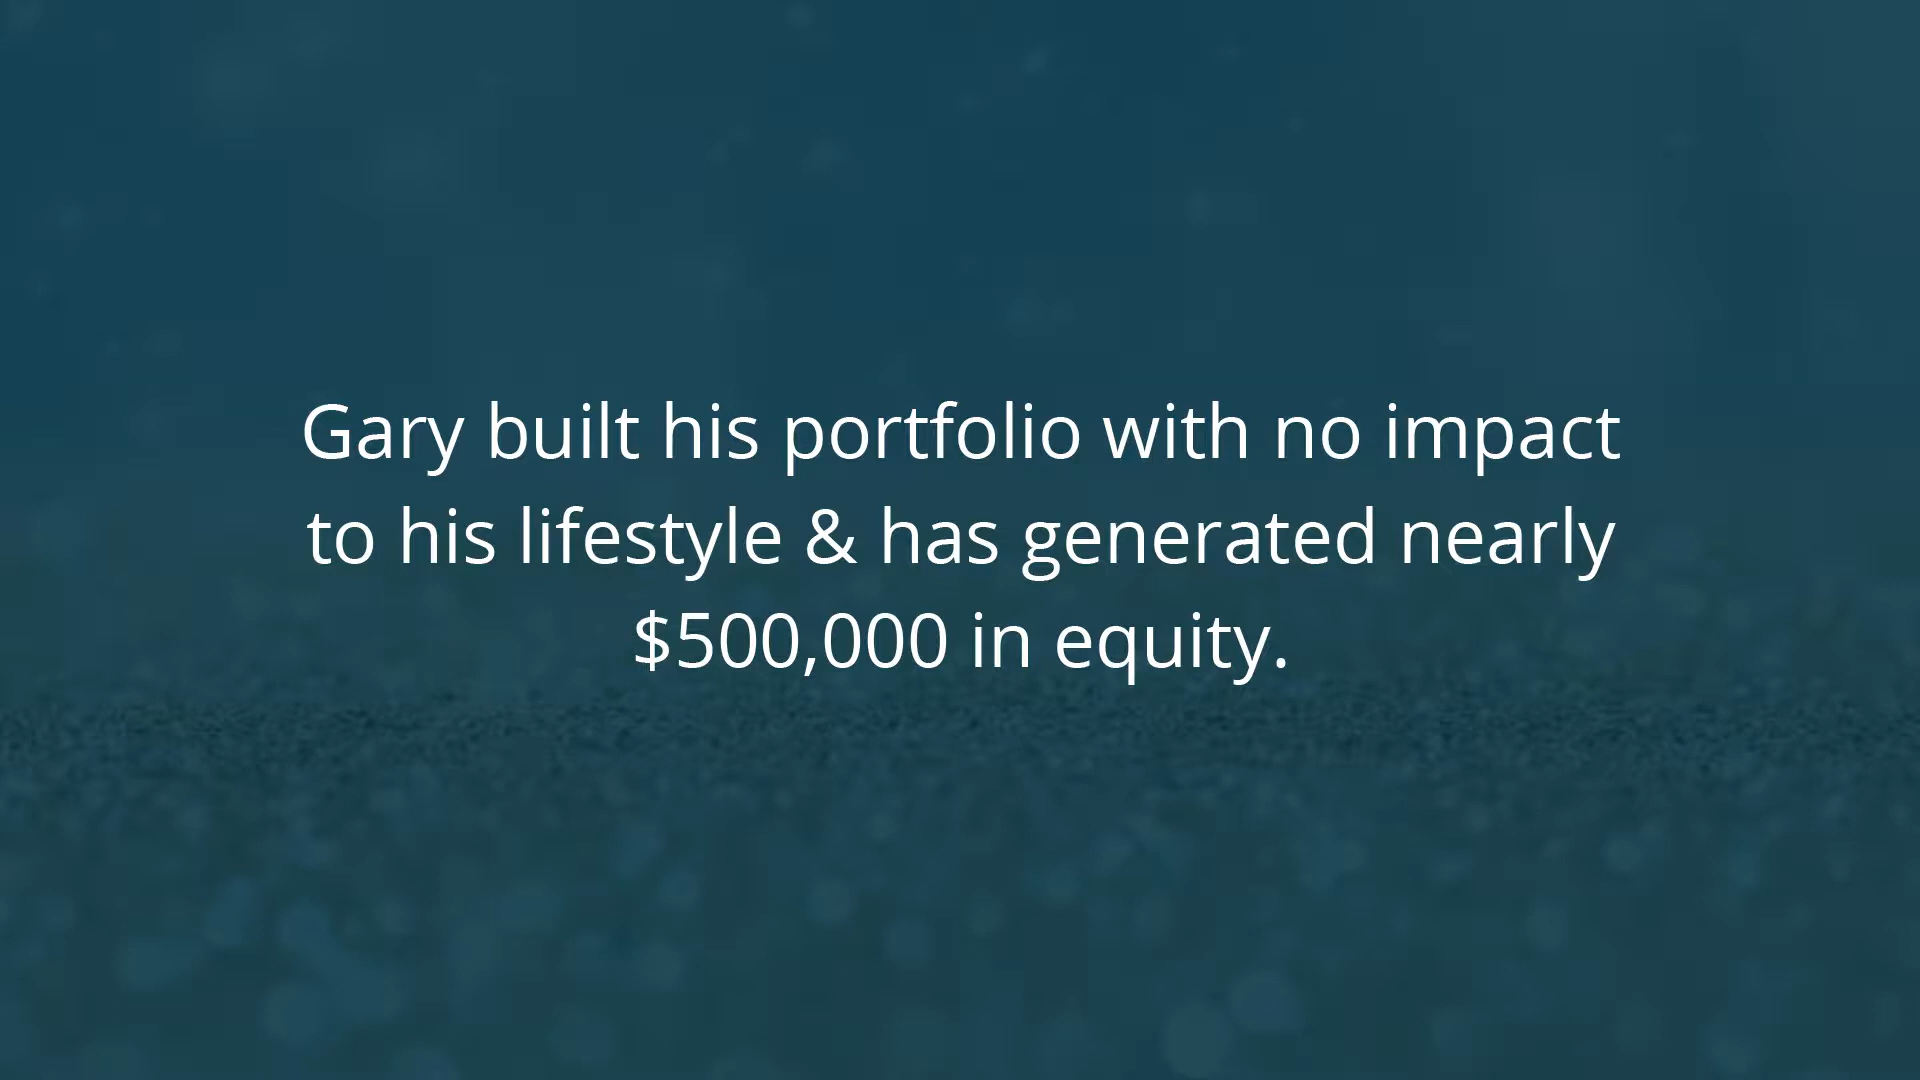 Gary built his portfolio with no impact
to his lifestyle & has generated nearly
$500,000 in equity.